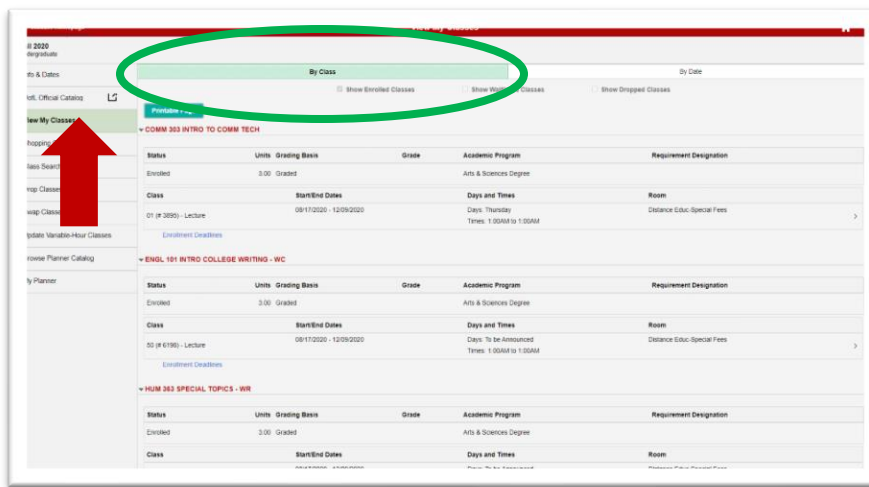 View My Classes
ll 2020
dergraduate
nfo & Dates
By Class By Date
UofL Official Catalog
Show Enrolled Classes Show Classes Show Dropped Classes
Printable
iew My Classes
COMM 303 INTRO TO COMM TECH
hopping
Status Units Grading Basis Grade Academic Program Requirement Designation
lass Search
Enrolled 3.00 Graded Arts & Sciences Degree
rop Classes
Class Start/End Dates Days and Times Room
wap Classes
01 (# 3895) - Lecture 08/17/2020 - 12/09/2020 Days: Thursday Distance Educ-Special Fees
Times: 1:00AM to 1:00AM
pdate Variable-Hour Classes
Enrollment Deadlines
rowse Planner Catalog
ENGL 101 INTRO COLLEGE WRITING - WC
y Planner
Status Units Grading Basis Grade Academic Program Requirement Designation
Enrolled 3.00 Graded Arts & Sciences Degree
Class Start/End Dates Days and Times Room
50 (# 6196) - Lecture 08/17/2020 - 12/09/2020 Days: To be Announced Distance Educ-Special Fees
Times: 1:00AM to 1:00AM
Enrollment Deadlines
HUM 363 SPECIAL TOPICS - WR
Status Units Grading Basis Grade Academic Program Requirement Designation
Enrolled 3.00 Graded Arts & Sciences Degree
Class Start/End Dates Days and Times Room